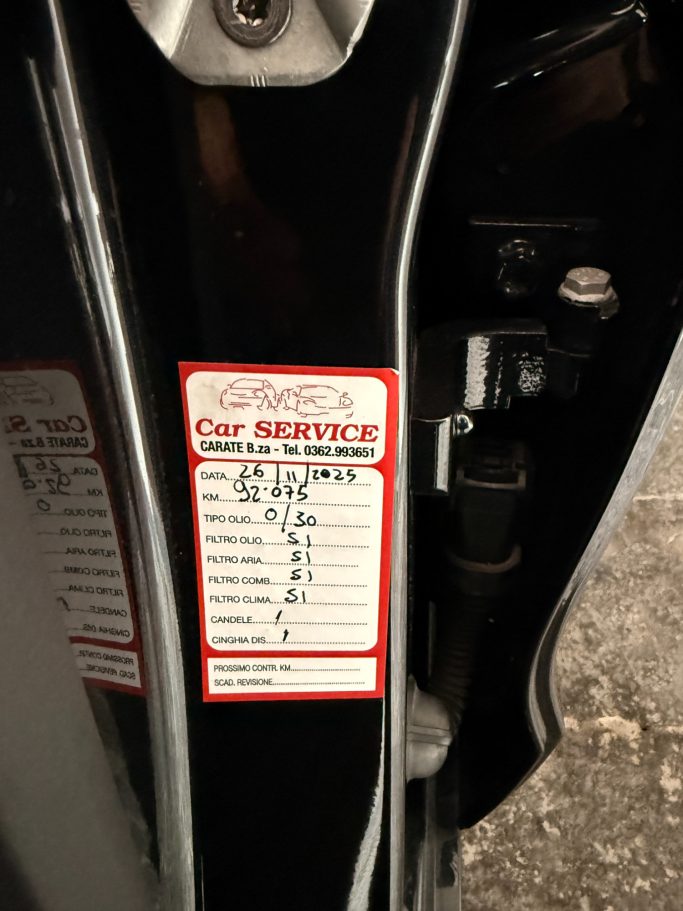 Car SERVICE
CARATE B.za - Tel. 0362.993651
DATA 26/11/2025
KM 92.075
TIPO OLIO 0/30
FILTRO OLIO SI
FILTRO ARIA SI
FILTRO COMB. SI
FILTRO CLIMA SI
CANDELE /
CINGHIA DIS. /
PROSSIMO CONTR. KM
SCAD. REVISIONE